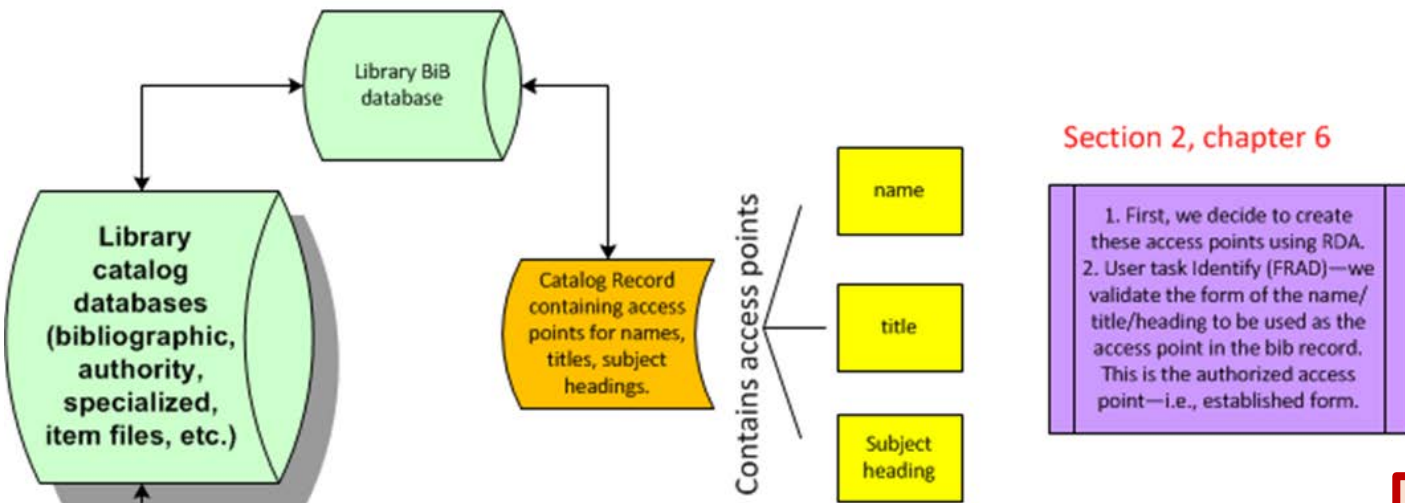 Library BiB
database
Library
catalog
databases
(bibliographic,
authority,
specialized,
item files, etc.)
Catalog Record
containing access
points for names,
titles, subject
headings.
Contains access points
name
title
Subject
heading
Section 2, chapter 6
1. First, we decide to create
these access points using RDA.
2. User task Identify (FRAD)—we
validate the form of the name/
title/heading to be used as the
access point in the bib record.
This is the authorized access
point—i.e., established form.